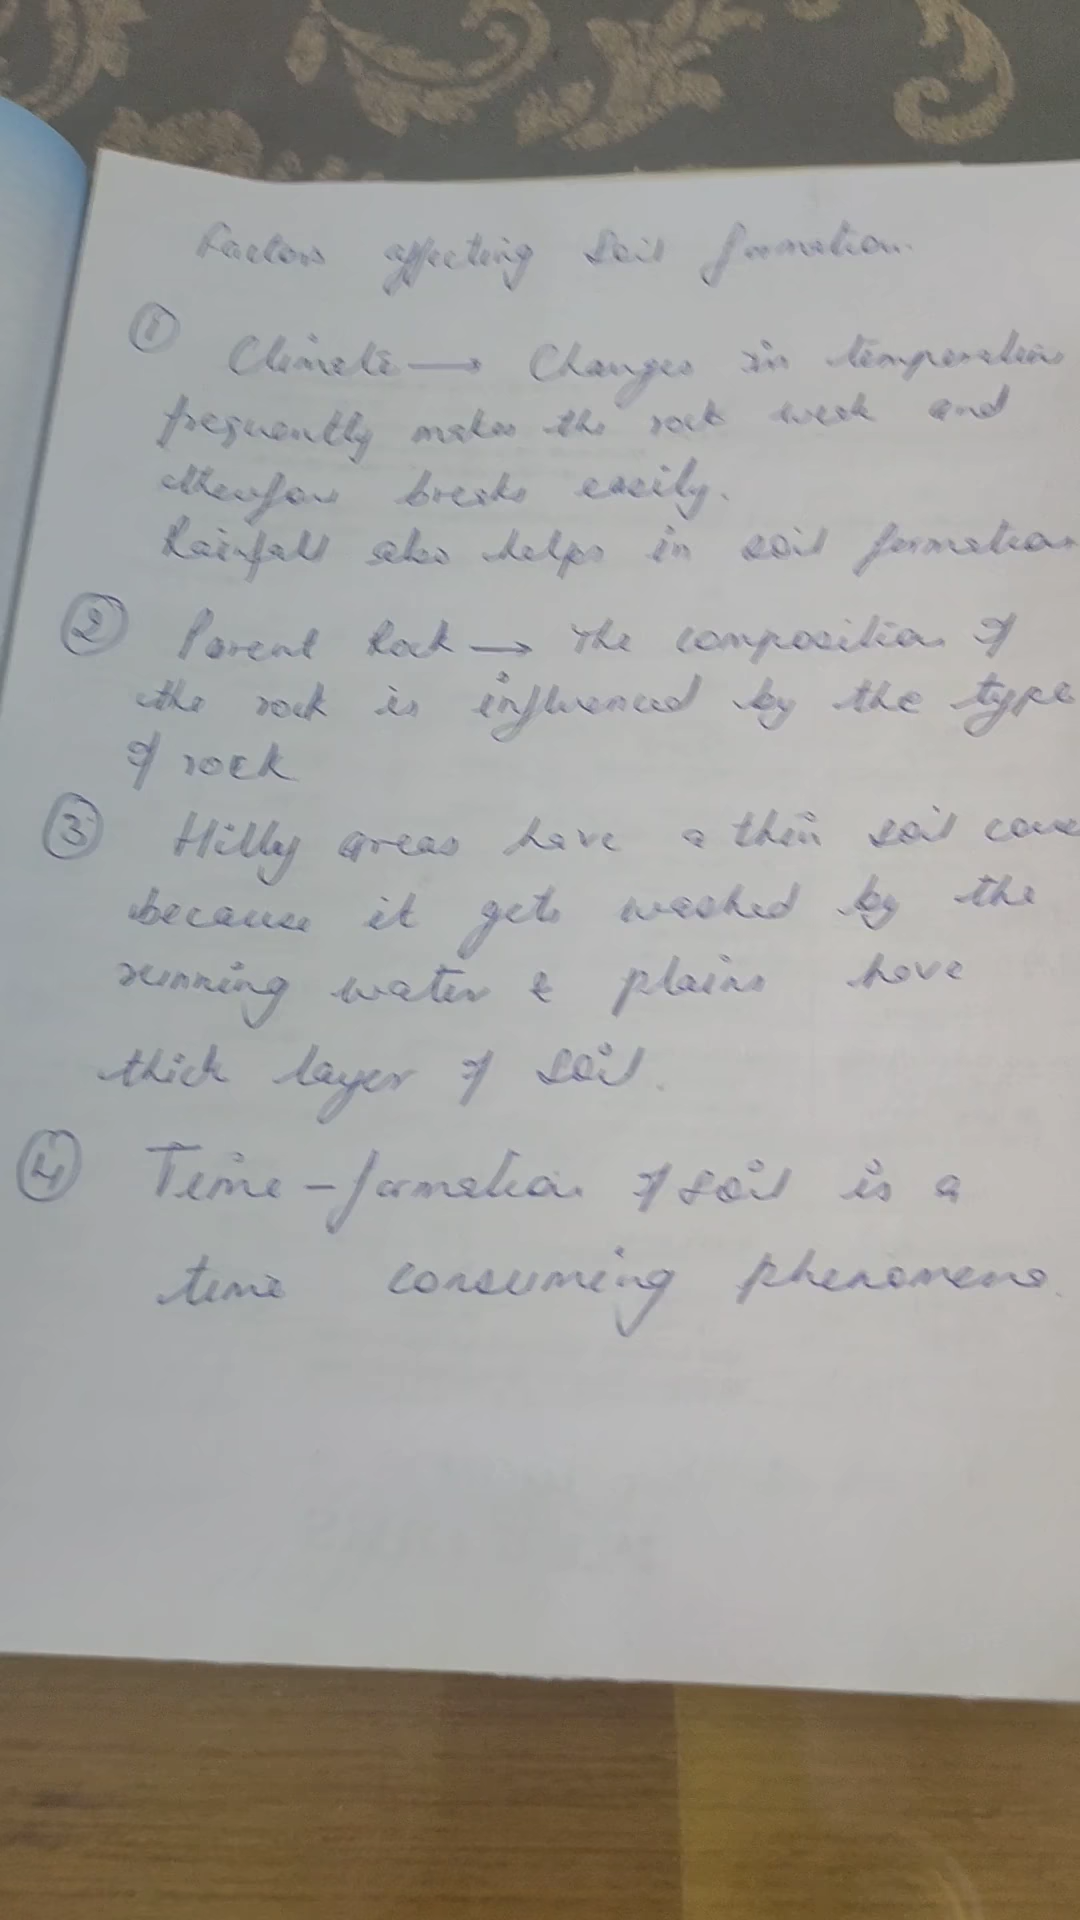 Factors affecting Soil formation.
① Climate → Changes in temperature
frequently makes the rock weak and
therefore breaks easily.
Rainfall also helps in soil formation
② Parent Rock → The composition of
the rock is influenced by the type
of rock
③ Hilly areas have a thin soil cove
because it gets washed by the
running water & plains have
thick layer of soil.
④ Time - formation of soil is a
time consuming phenomena.